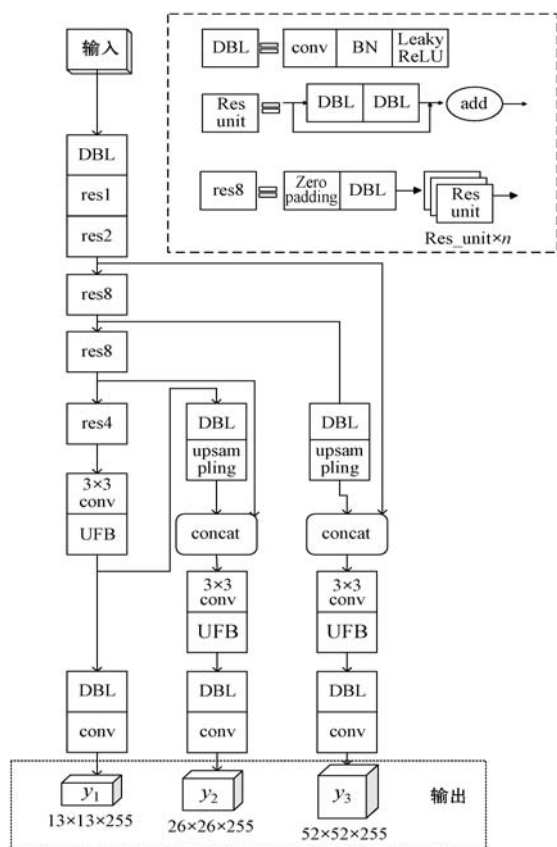 输入
DBL
res1
res2
res8
res8
res4
3×3
conv
UFB
DBL
conv
y1
13×13×255
DBL
upsam
pling
concat
3×3
conv
UFB
DBL
conv
y2
26×26×255
DBL
upsam
pling
concat
3×3
conv
UFB
DBL
conv
y3
52×52×255
输出
DBL
conv
BN
Leaky
ReLU
Res
unit
DBL
DBL
add
res8
Zero
padding
DBL
Res
unit
Res_unit×n